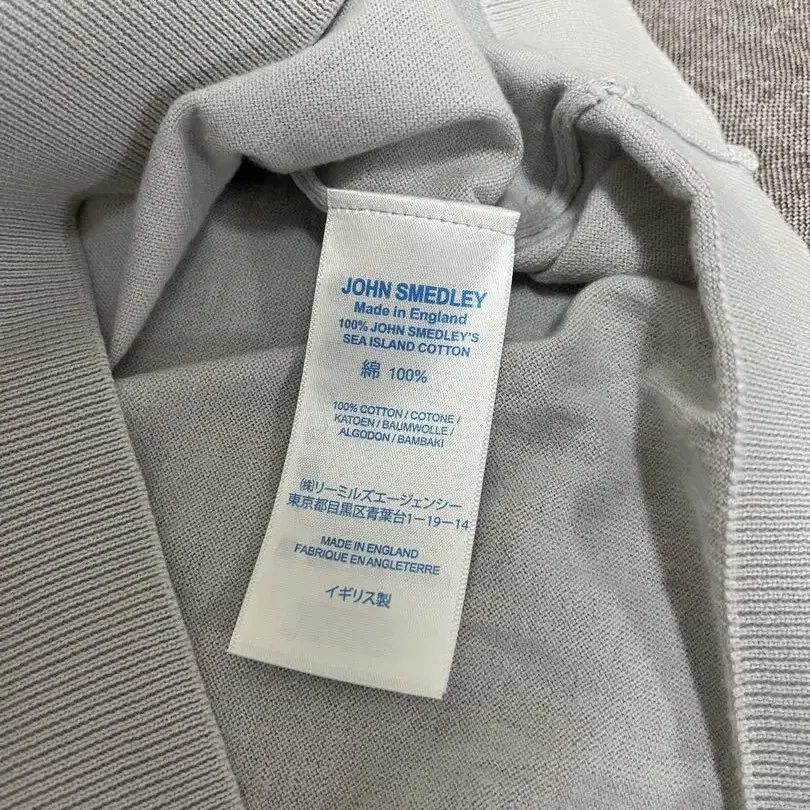 JOHN SMEDLEY
Made in England
100% JOHN SMEDLEY'S
SEA ISLAND COTTON
綿 100%
100% COTTON / COTONE /
KATOEN / BAUMWOLLE /
ALGODON / BAMBAKI
㈱リーミルズエージェンシー
東京都目黒区青葉台1-19-14
MADE IN ENGLAND
FABRIQUE EN ANGLETERRE
イギリス製